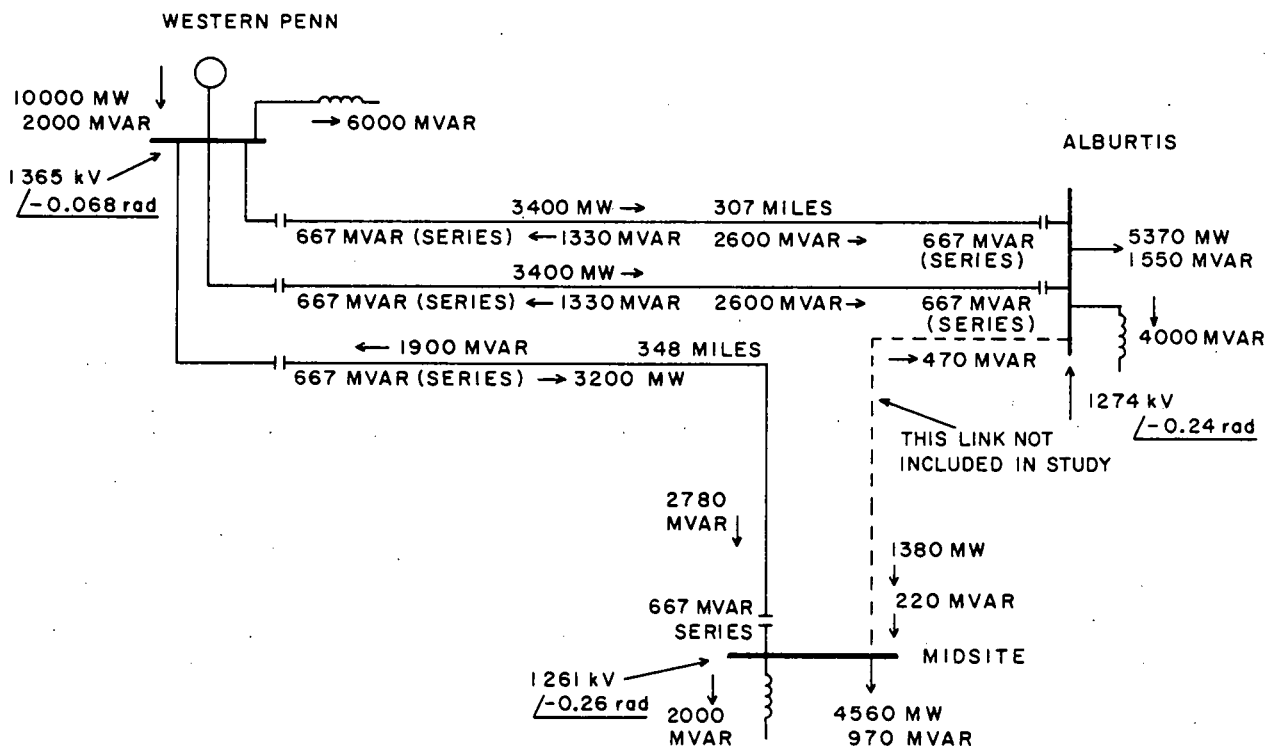 WESTERN PENN
10000 MW
2000 MVAR
→ 6000 MVAR
ALBURTIS
1365 kV
/-0.068 rad
3400 MW → 307 MILES
667 MVAR (SERIES) ← 1330 MVAR 2600 MVAR → 667 MVAR
(SERIES)
5370 MW
1550 MVAR
3400 MW →
667 MVAR (SERIES) ← 1330 MVAR 2600 MVAR → 667 MVAR
(SERIES)
4000 MVAR
← 1900 MVAR 348 MILES
667 MVAR (SERIES) → 3200 MW
→ 470 MVAR
1274 kV
/-0.24 rad
THIS LINK NOT
INCLUDED IN STUDY
2780
MVAR
1380 MW
220 MVAR
667 MVAR
SERIES
MIDSITE
1261 kV
/-0.26 rad
2000
MVAR
4560 MW
970 MVAR